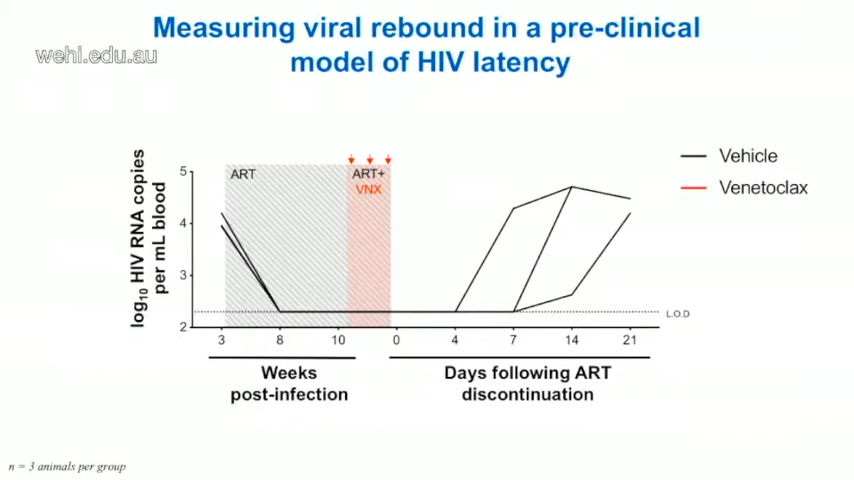 Measuring viral rebound in a pre-clinical
model of HIV latency
wehi.edu.au
log10 HIV RNA copies
per mL blood
5
4
3
2
ART
ART+
VNX
Vehicle
Venetoclax
L.O.D
3
8
10
0
4
7
14
21
Weeks
post-infection
Days following ART
discontinuation
n = 3 animals per group